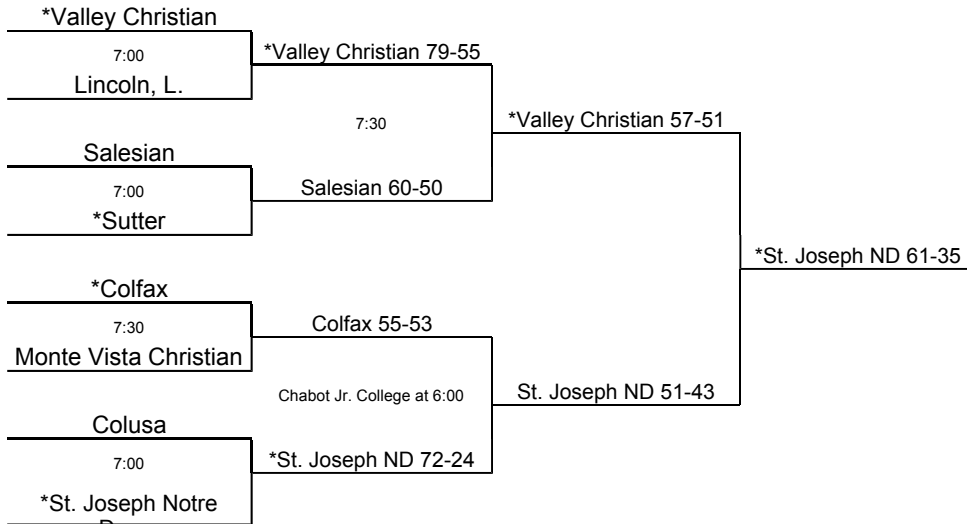 *Valley Christian
7:00
Lincoln, L.
*Valley Christian 79-55
7:30
*Valley Christian 57-51
Salesian
7:00
*Sutter
Salesian 60-50
*St. Joseph ND 61-35
*Colfax
7:30
Monte Vista Christian
Colfax 55-53
Chabot Jr. College at 6:00
St. Joseph ND 51-43
Colusa
7:00
*St. Joseph ND 72-24
*St. Joseph Notre